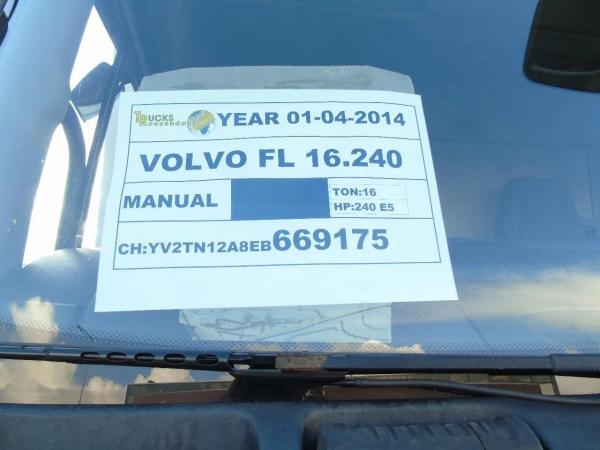 TRUCKS YEAR 01-04-2014
VOLVO FL 16.240
MANUAL
TON:16
HP:240 E5
CH:YV2TN12A8EB669175